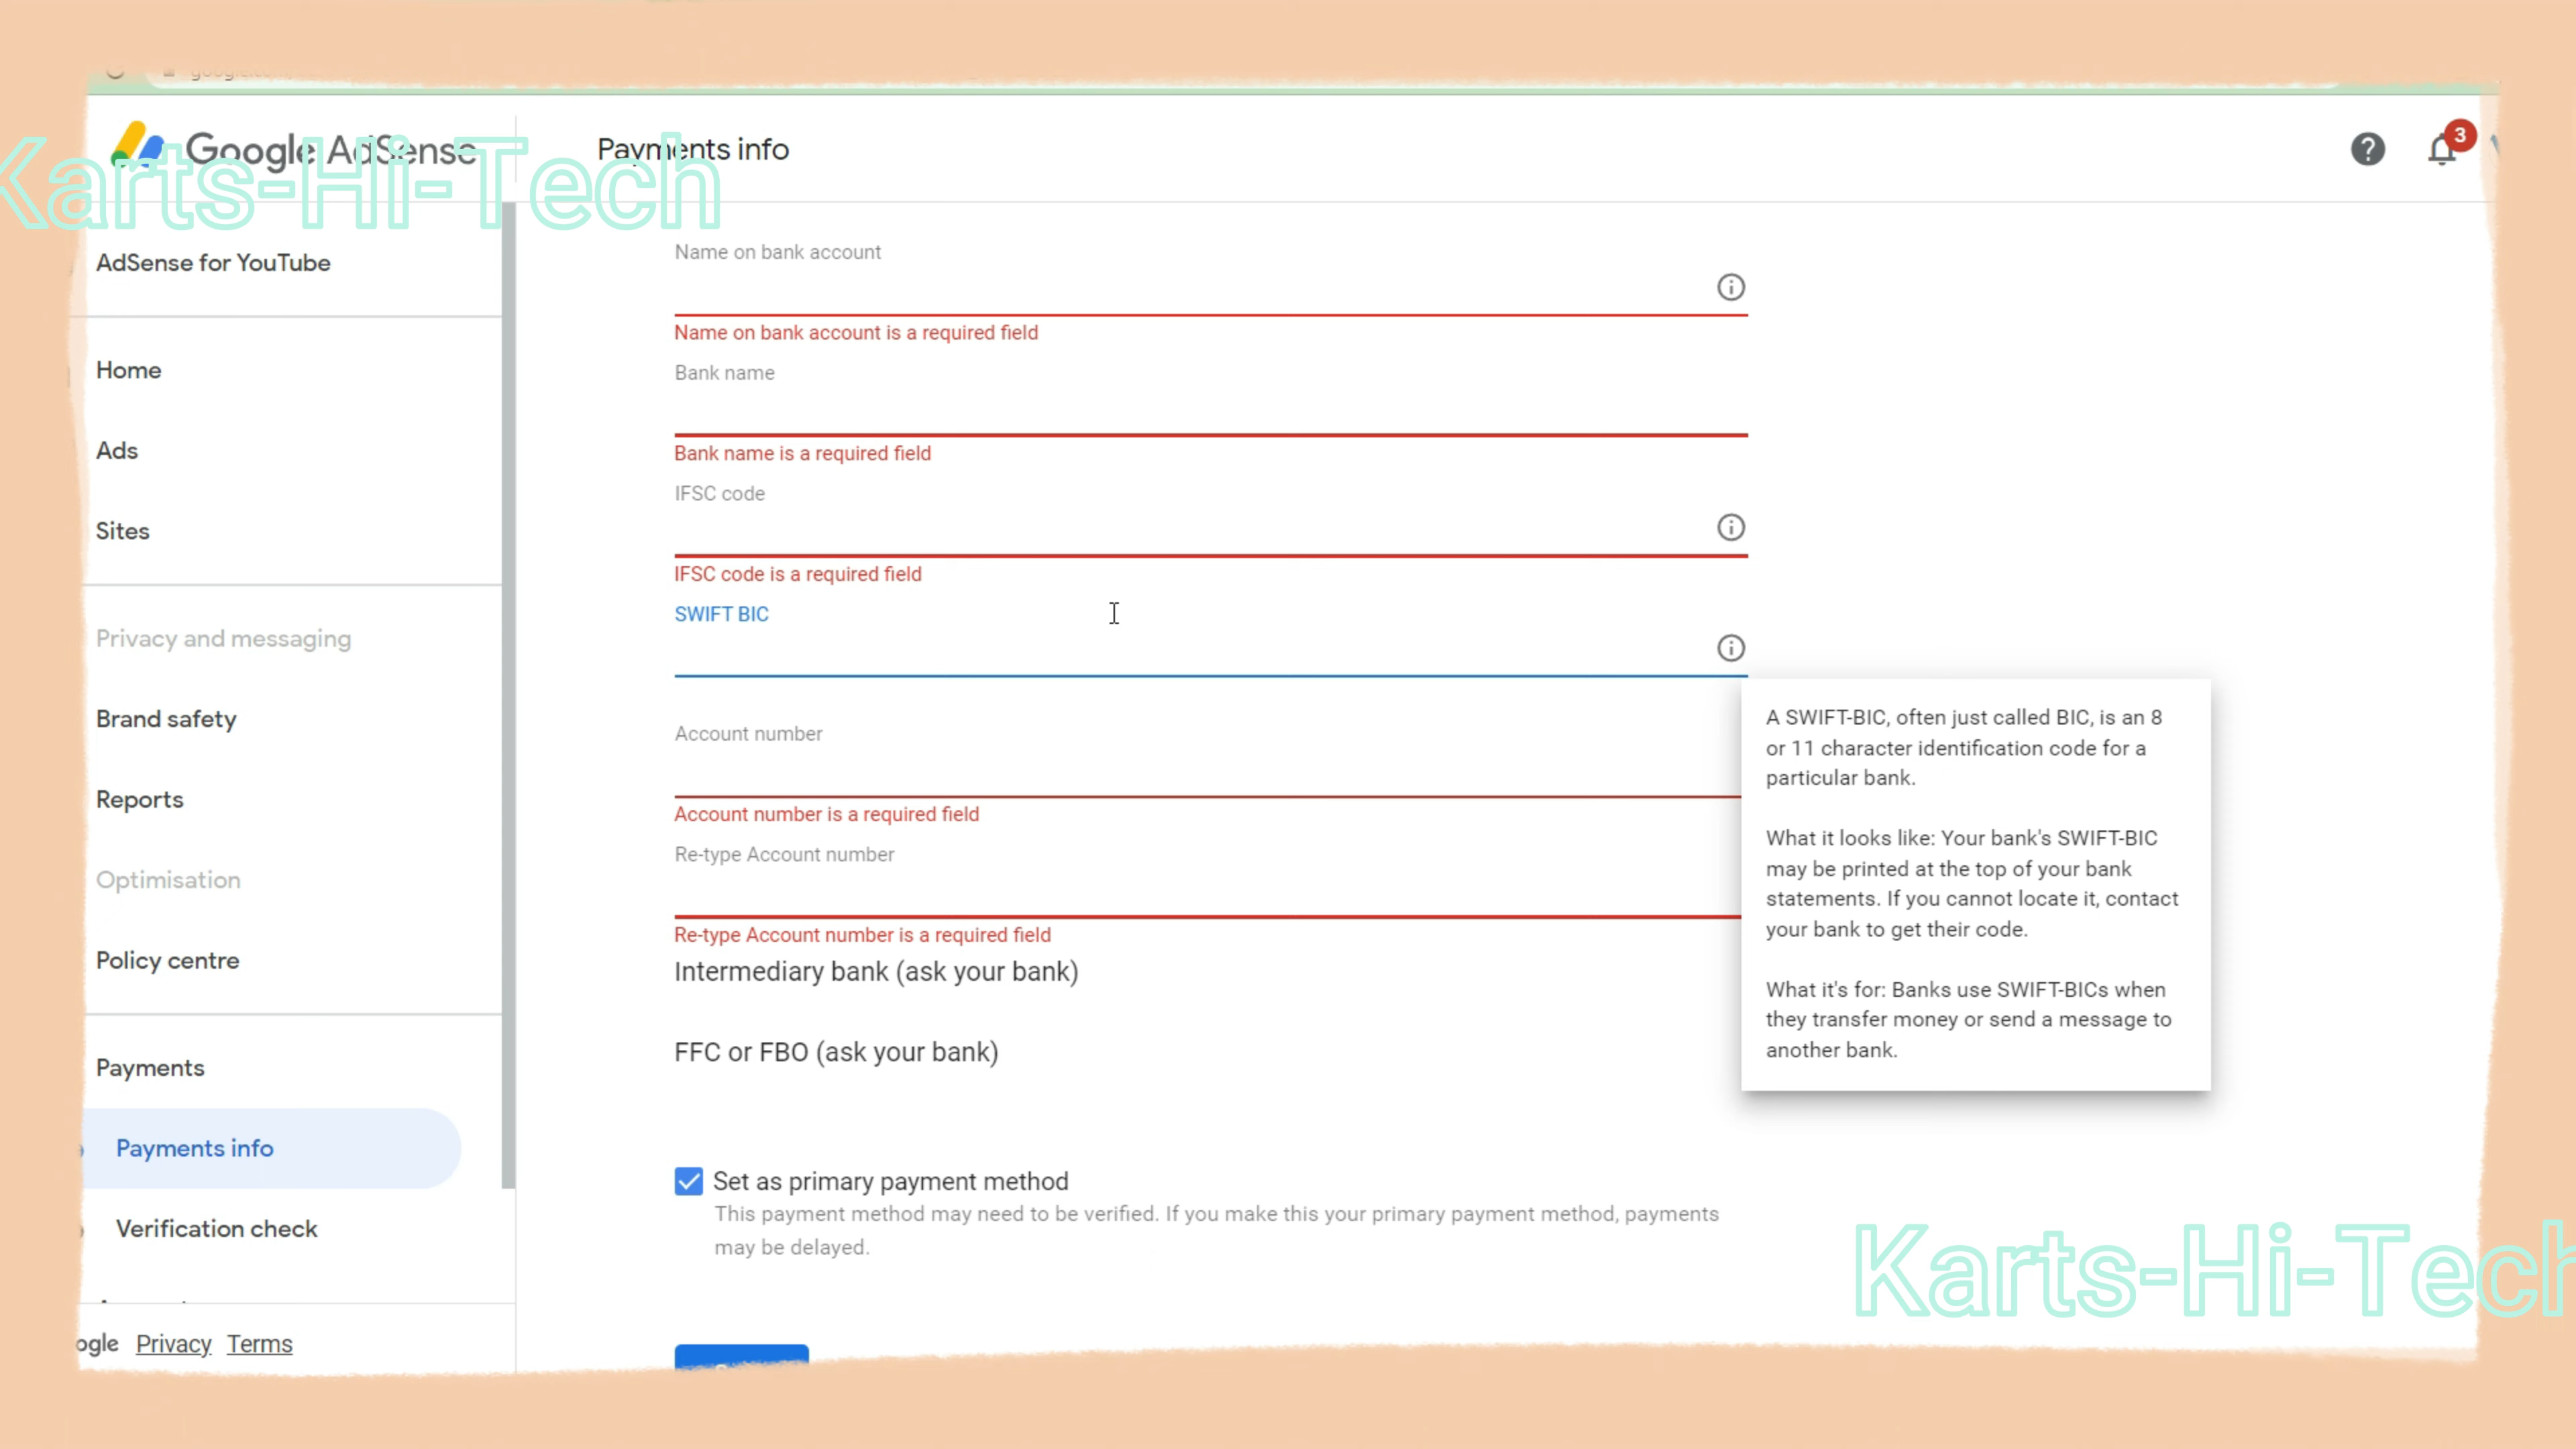 Google AdSense
Payments info
3
Karts-Hi-Tech
AdSense for YouTube
Home
Ads
Sites
Privacy and messaging
Brand safety
Reports
Optimisation
Policy centre
Payments
Payments info
Verification check
ogle Privacy Terms
Name on bank account
Name on bank account is a required field
Bank name
Bank name is a required field
IFSC code
IFSC code is a required field
SWIFT BIC
Account number
Account number is a required field
Re-type Account number
Re-type Account number is a required field
Intermediary bank (ask your bank)
FFC or FBO (ask your bank)
Set as primary payment method
This payment method may need to be verified. If you make this your primary payment method, payments
may be delayed.
A SWIFT-BIC, often just called BIC, is an 8
or 11 character identification code for a
particular bank.
What it looks like: Your bank's SWIFT-BIC
may be printed at the top of your bank
statements. If you cannot locate it, contact
your bank to get their code.
What it's for: Banks use SWIFT-BICs when
they transfer money or send a message to
another bank.
Karts-Hi-Tech